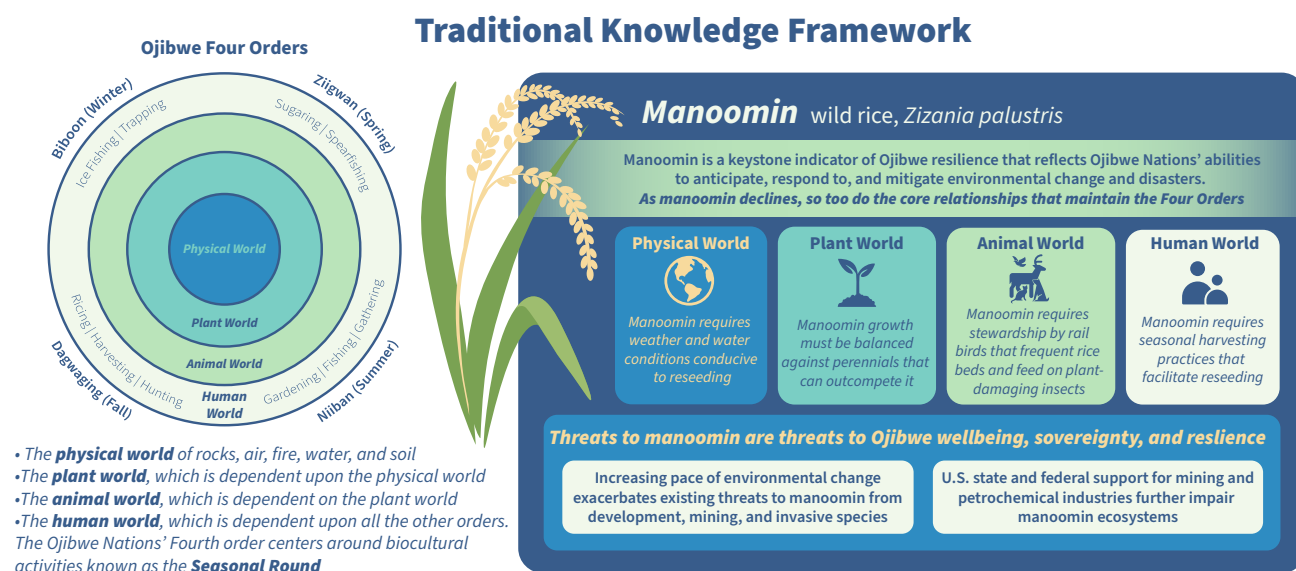 Traditional Knowledge Framework
Ojibwe Four Orders
Biboon (Winter)
Ice Fishing | Trapping
Ziigwan (Spring)
Sugaring | Spearfishing
Physical World
Plant World
Animal World
Human
World
Dagwaging (Fall)
Ricing | Harvesting | Hunting
Niiban (Summer)
Gardening | Fishing | Gathering
• The physical world of rocks, air, fire, water, and soil
•The plant world, which is dependent upon the physical world
•The animal world, which is dependent on the plant world
•The human world, which is dependent upon all the other orders.
The Ojibwe Nations’ Fourth order centers around biocultural
activities known as the Seasonal Round
Manoomin wild rice, Zizania palustris
Manoomin is a keystone indicator of Ojibwe resilience that reflects Ojibwe Nations’ abilities
to anticipate, respond to, and mitigate environmental change and disasters.
As manoomin declines, so too do the core relationships that maintain the Four Orders
Physical World
Manoomin requires
weather and water
conditions conducive
to reseeding
Plant World
Manoomin growth
must be balanced
against perennials that
can outcompete it
Animal World
Manoomin requires
stewardship by rail
birds that frequent rice
beds and feed on plant-
damaging insects
Human World
Manoomin requires
seasonal harvesting
practices that
facilitate reseeding
Threats to manoomin are threats to Ojibwe wellbeing, sovereignty, and reslience
Increasing pace of environmental change
exacerbates existing threats to manoomin from
development, mining, and invasive species
U.S. state and federal support for mining and
petrochemical industries further impair
manoomin ecosystems